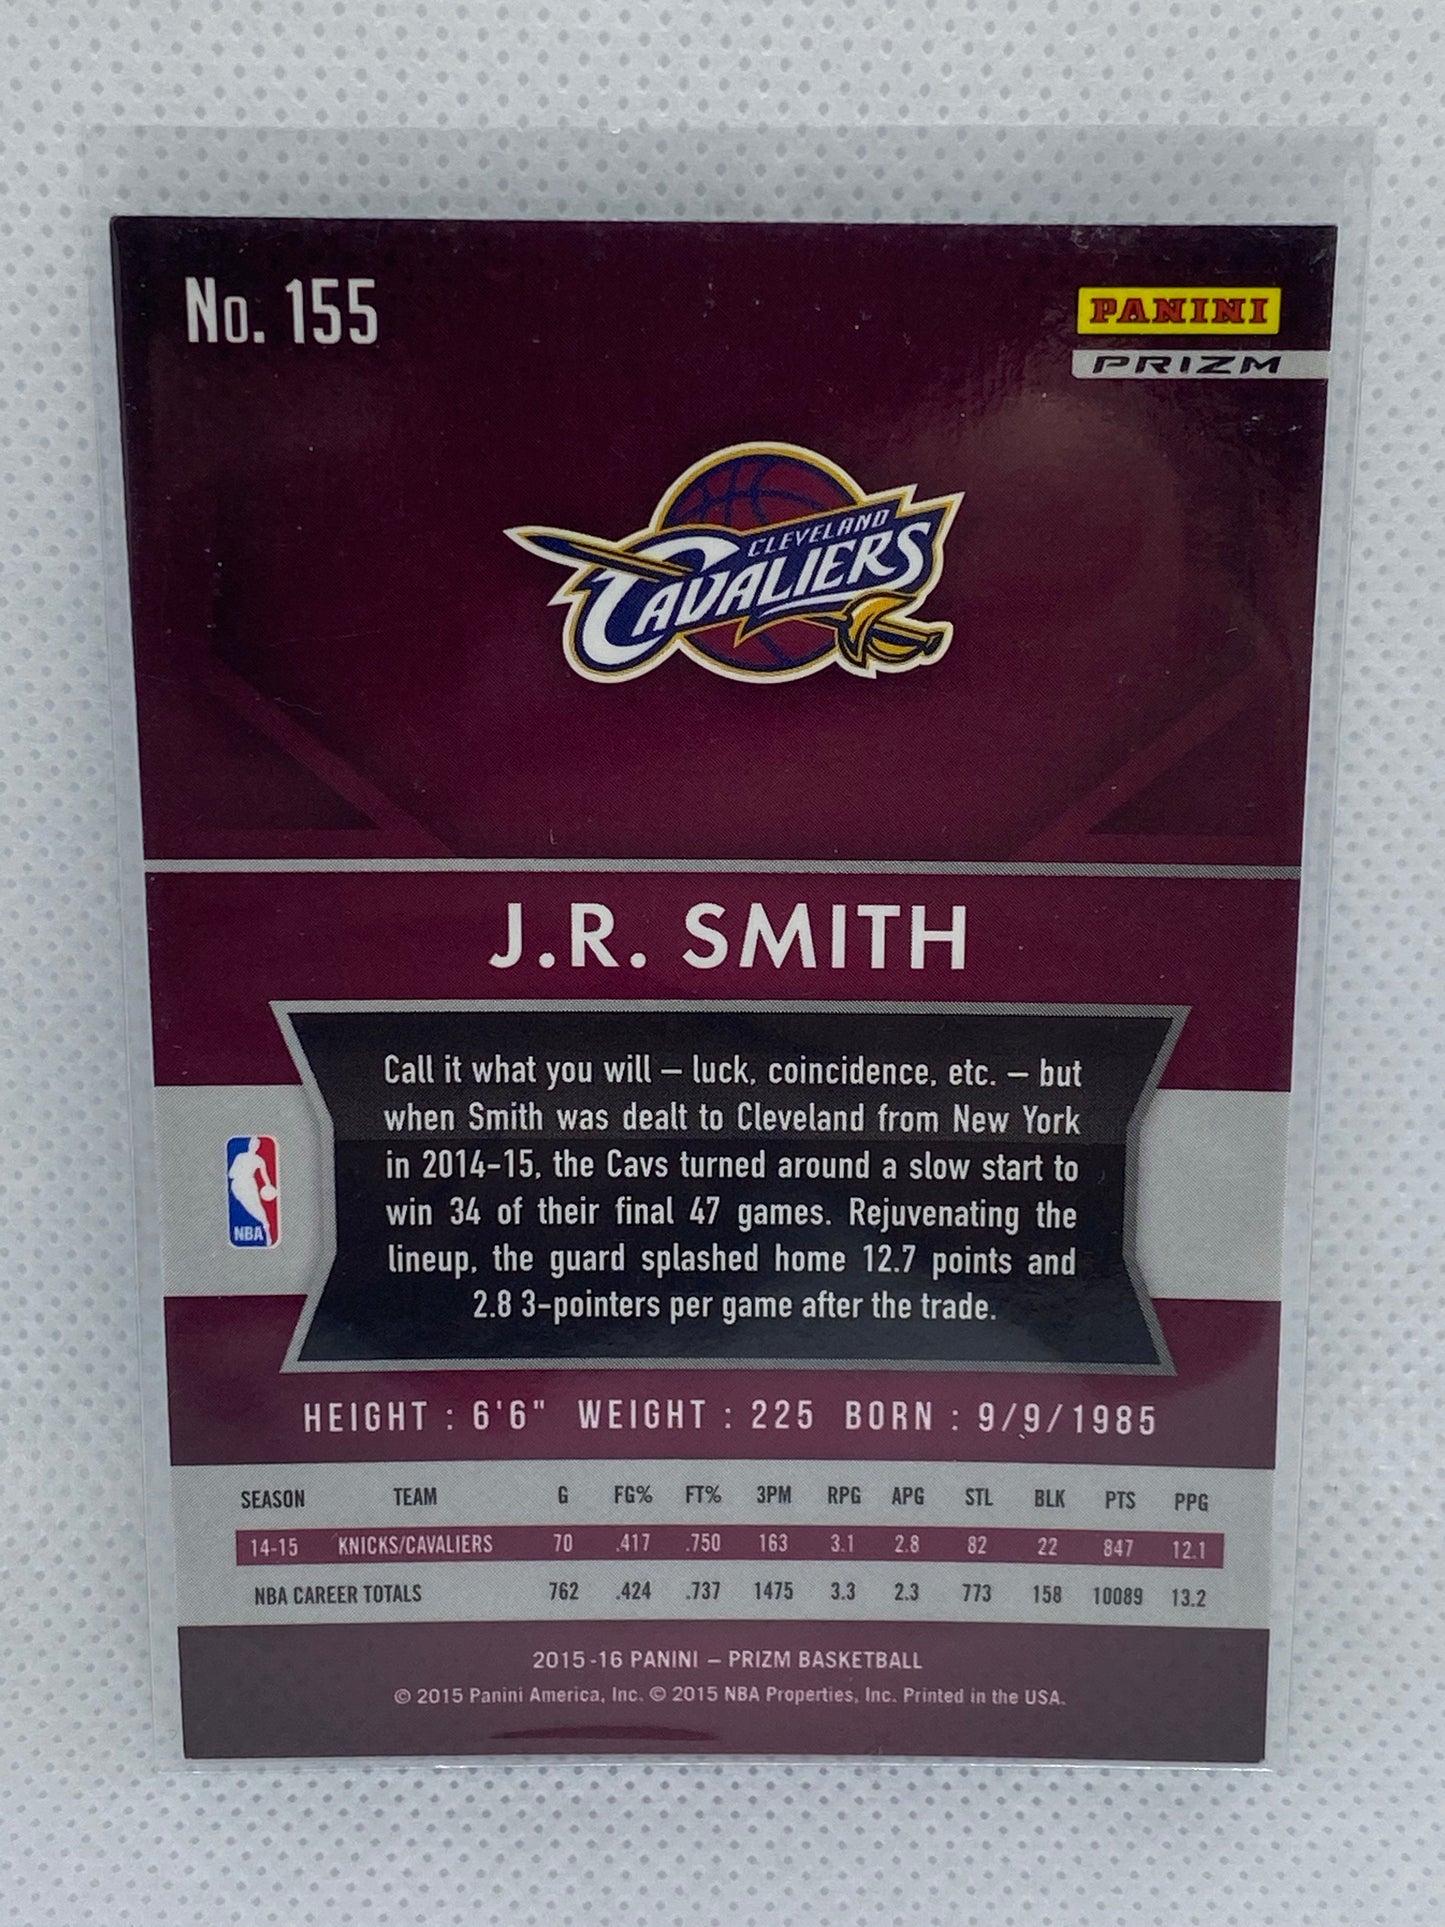 No. 155
PANINI
PRIZM
CLEVELAND
CAVALIERS
J.R. SMITH
Call it what you will – luck, coincidence, etc. – but
when Smith was dealt to Cleveland from New York
in 2014-15, the Cavs turned around a slow start to
win 34 of their final 47 games. Rejuvenating the
lineup, the guard splashed home 12.7 points and
2.8 3-pointers per game after the trade.
NBA
HEIGHT : 6'6" WEIGHT : 225 BORN : 9/9/1985
SEASON TEAM G FG% FT% 3PM RPG APG STL BLK PTS PPG
14-15 KNICKS/CAVALIERS 70 .417 .750 163 3.1 2.8 82 22 847 12.1
NBA CAREER TOTALS 762 .424 .737 1475 3.3 2.3 773 158 10089 13.2
2015-16 PANINI – PRIZM BASKETBALL
© 2015 Panini America, Inc. © 2015 NBA Properties, Inc. Printed in the USA.